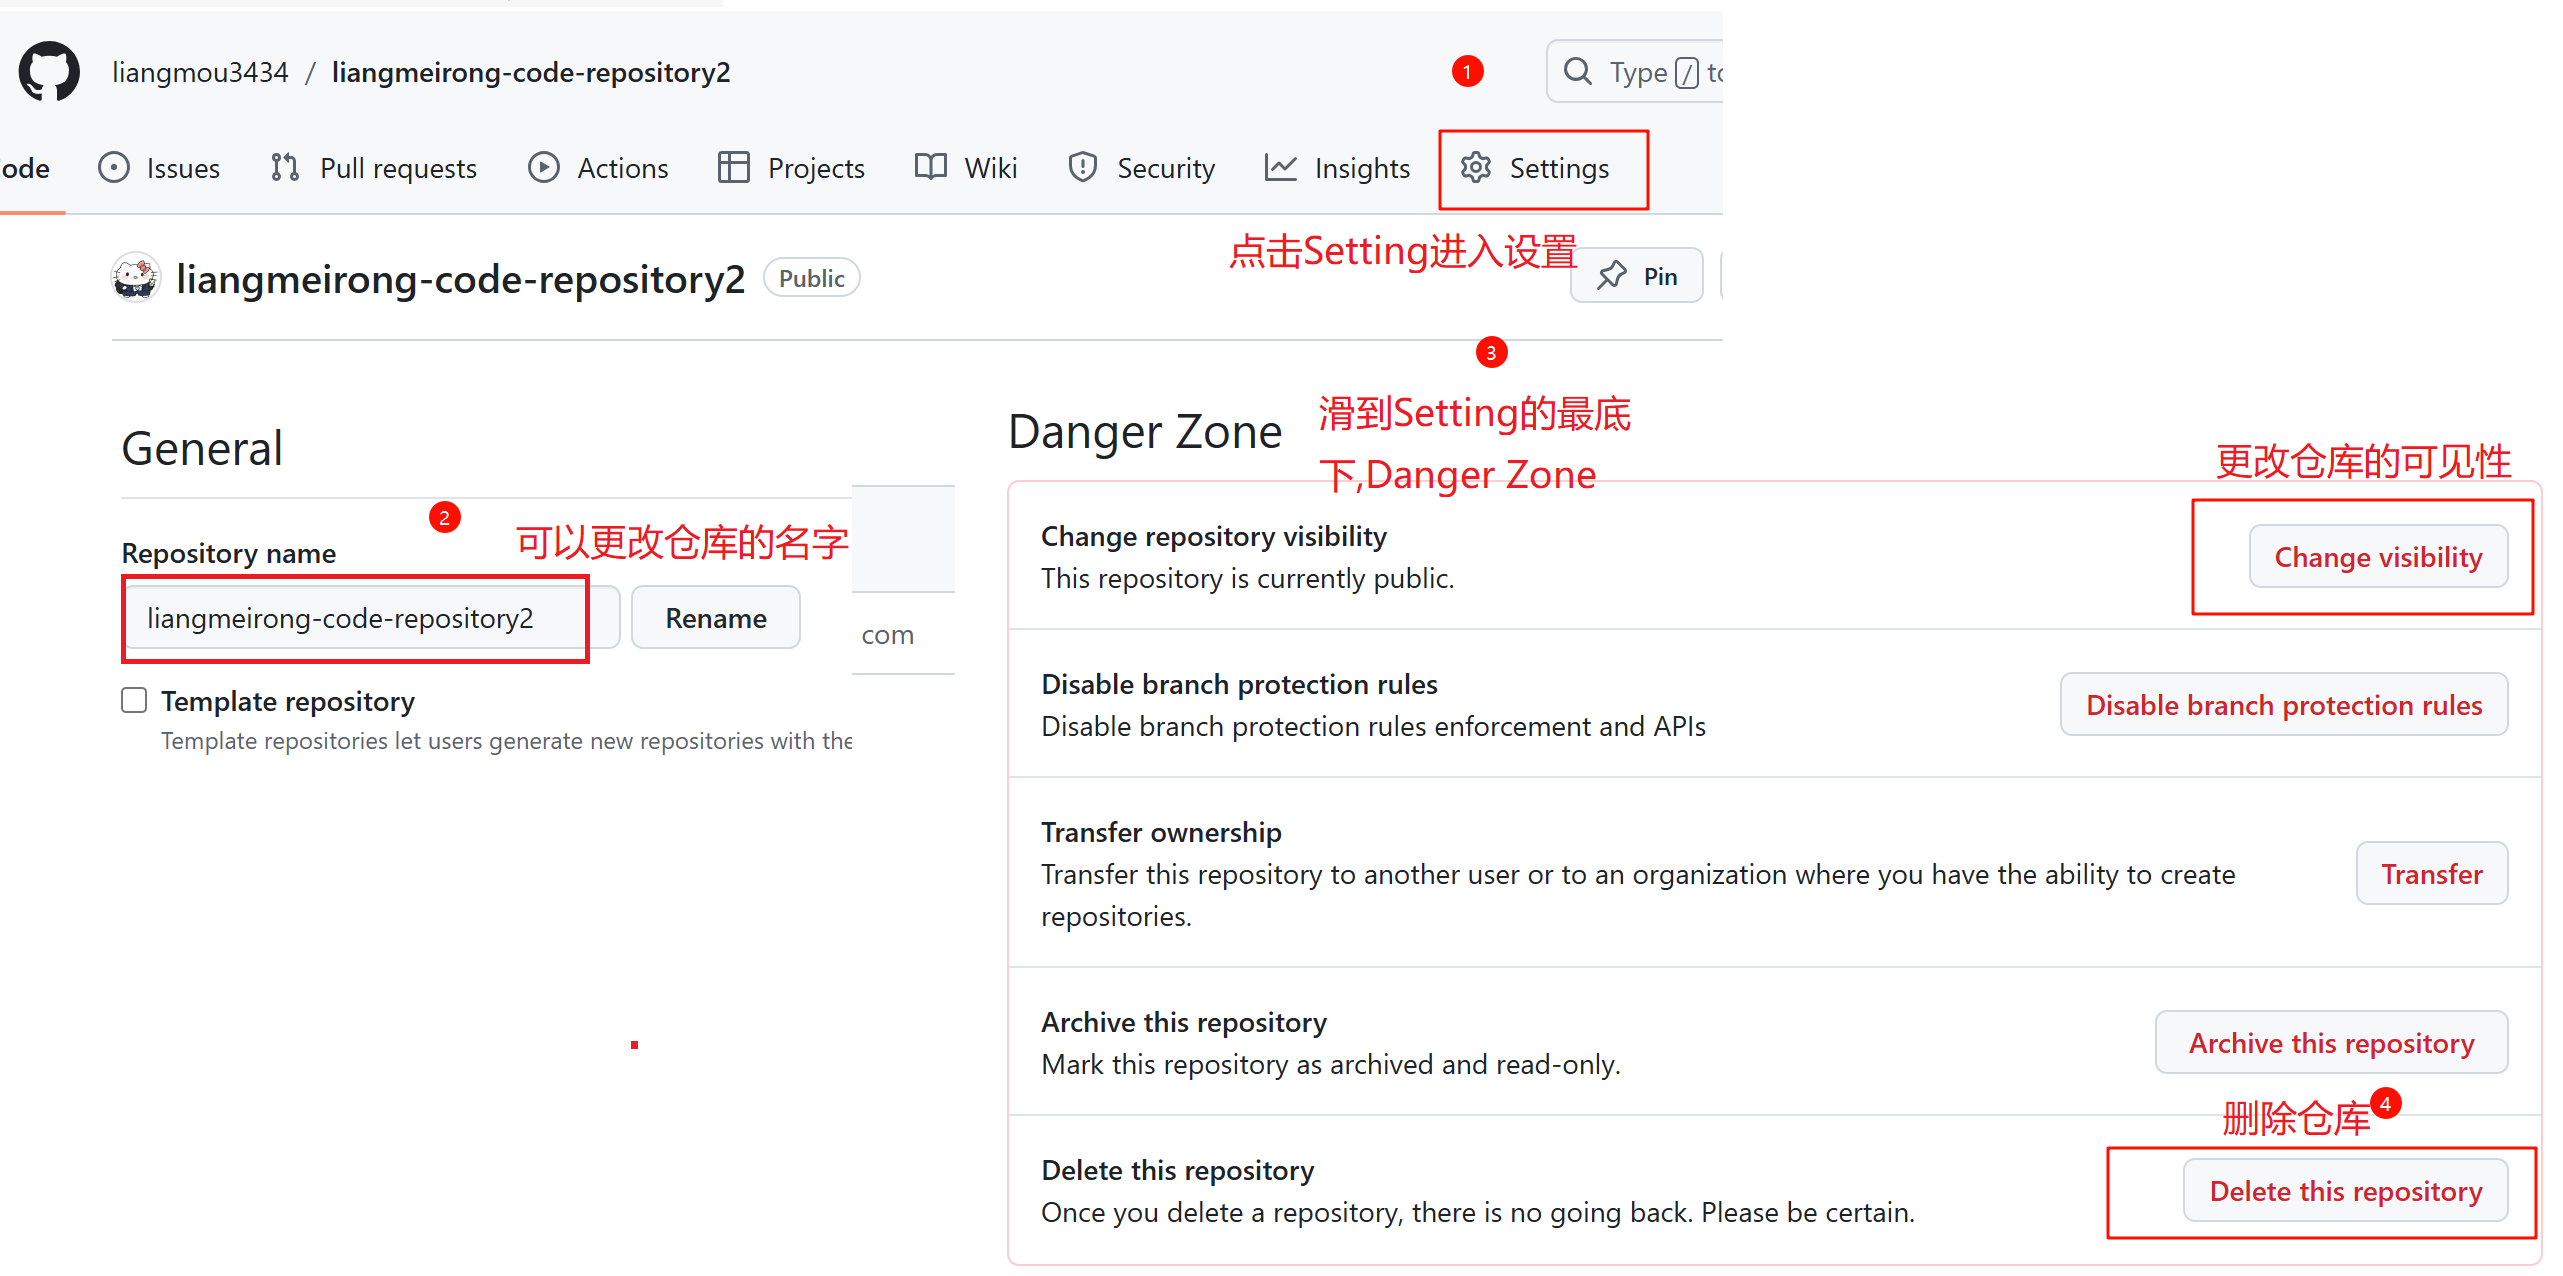 liangmou3434 / liangmeirong-code-repository2
1
Type / to
ode Issues Pull requests Actions Projects Wiki Security Insights Settings
点击Setting进入设置
liangmeirong-code-repository2 Public
Pin
3
滑到Setting的最底
下,Danger Zone
General
2
可以更改仓库的名字
Repository name
liangmeirong-code-repository2 Rename
com
Template repository
Template repositories let users generate new repositories with the
Danger Zone
更改仓库的可见性
Change repository visibility
This repository is currently public.
Change visibility
Disable branch protection rules
Disable branch protection rules enforcement and APIs
Disable branch protection rules
Transfer ownership
Transfer this repository to another user or to an organization where you have the ability to create
repositories.
Transfer
Archive this repository
Mark this repository as archived and read-only.
Archive this repository
删除仓库 4
Delete this repository
Once you delete a repository, there is no going back. Please be certain.
Delete this repository